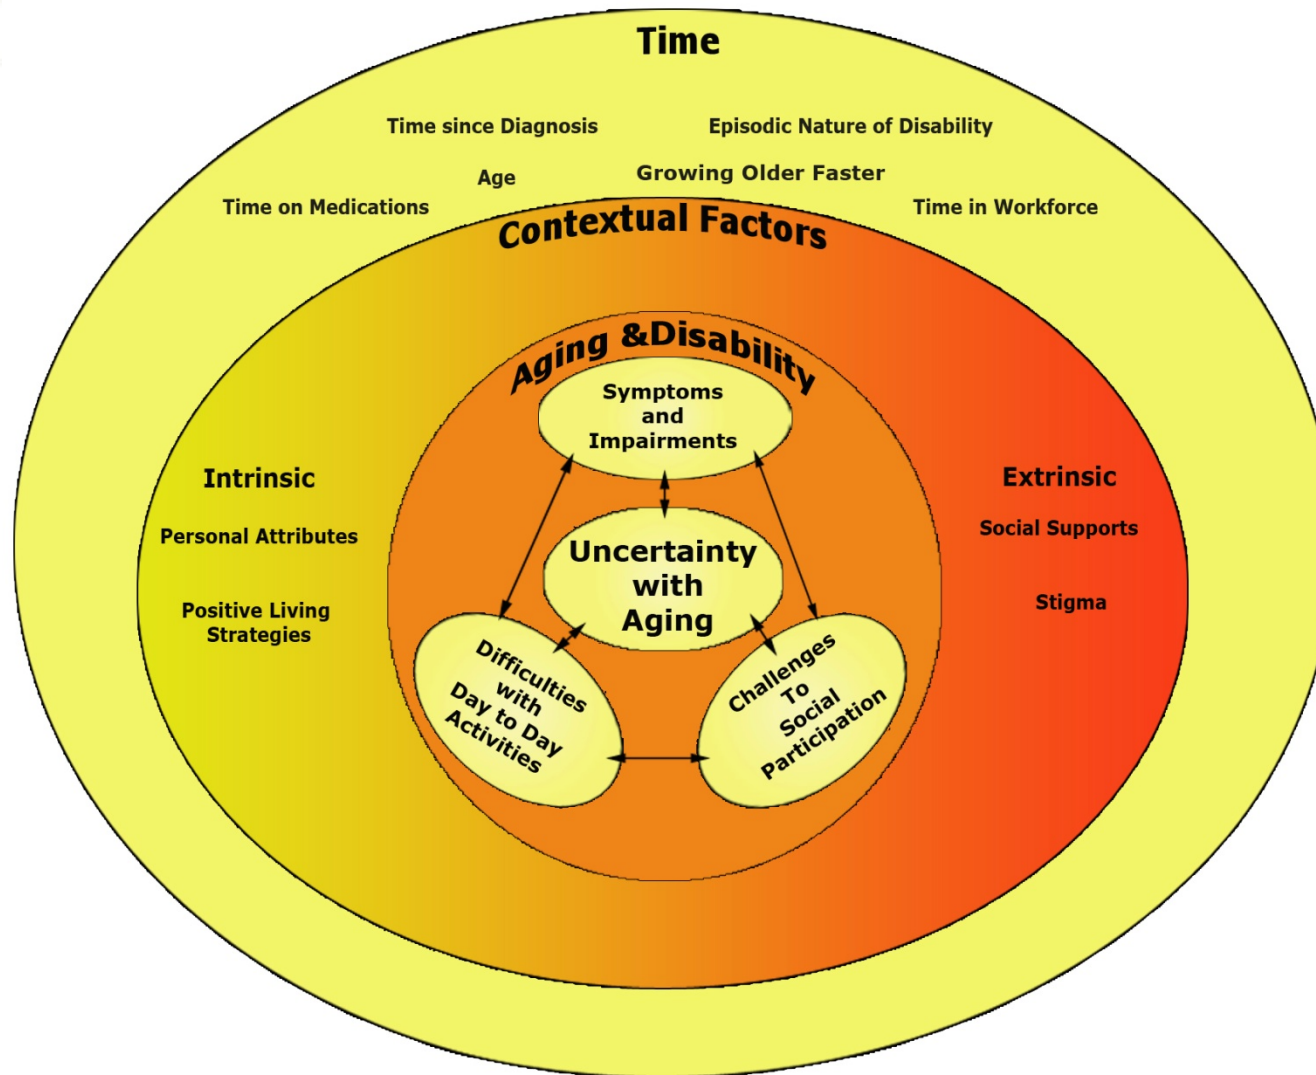 Time
Time since Diagnosis
Episodic Nature of Disability
Age
Growing Older Faster
Time on Medications
Time in Workforce
Contextual Factors
Aging &Disability
Symptoms
and
Impairments
Intrinsic
Personal Attributes
Positive Living
Strategies
Uncertainty
with
Aging
Difficulties
with
Day to Day
Activities
Challenges
To
Social
Participation
Extrinsic
Social Supports
Stigma